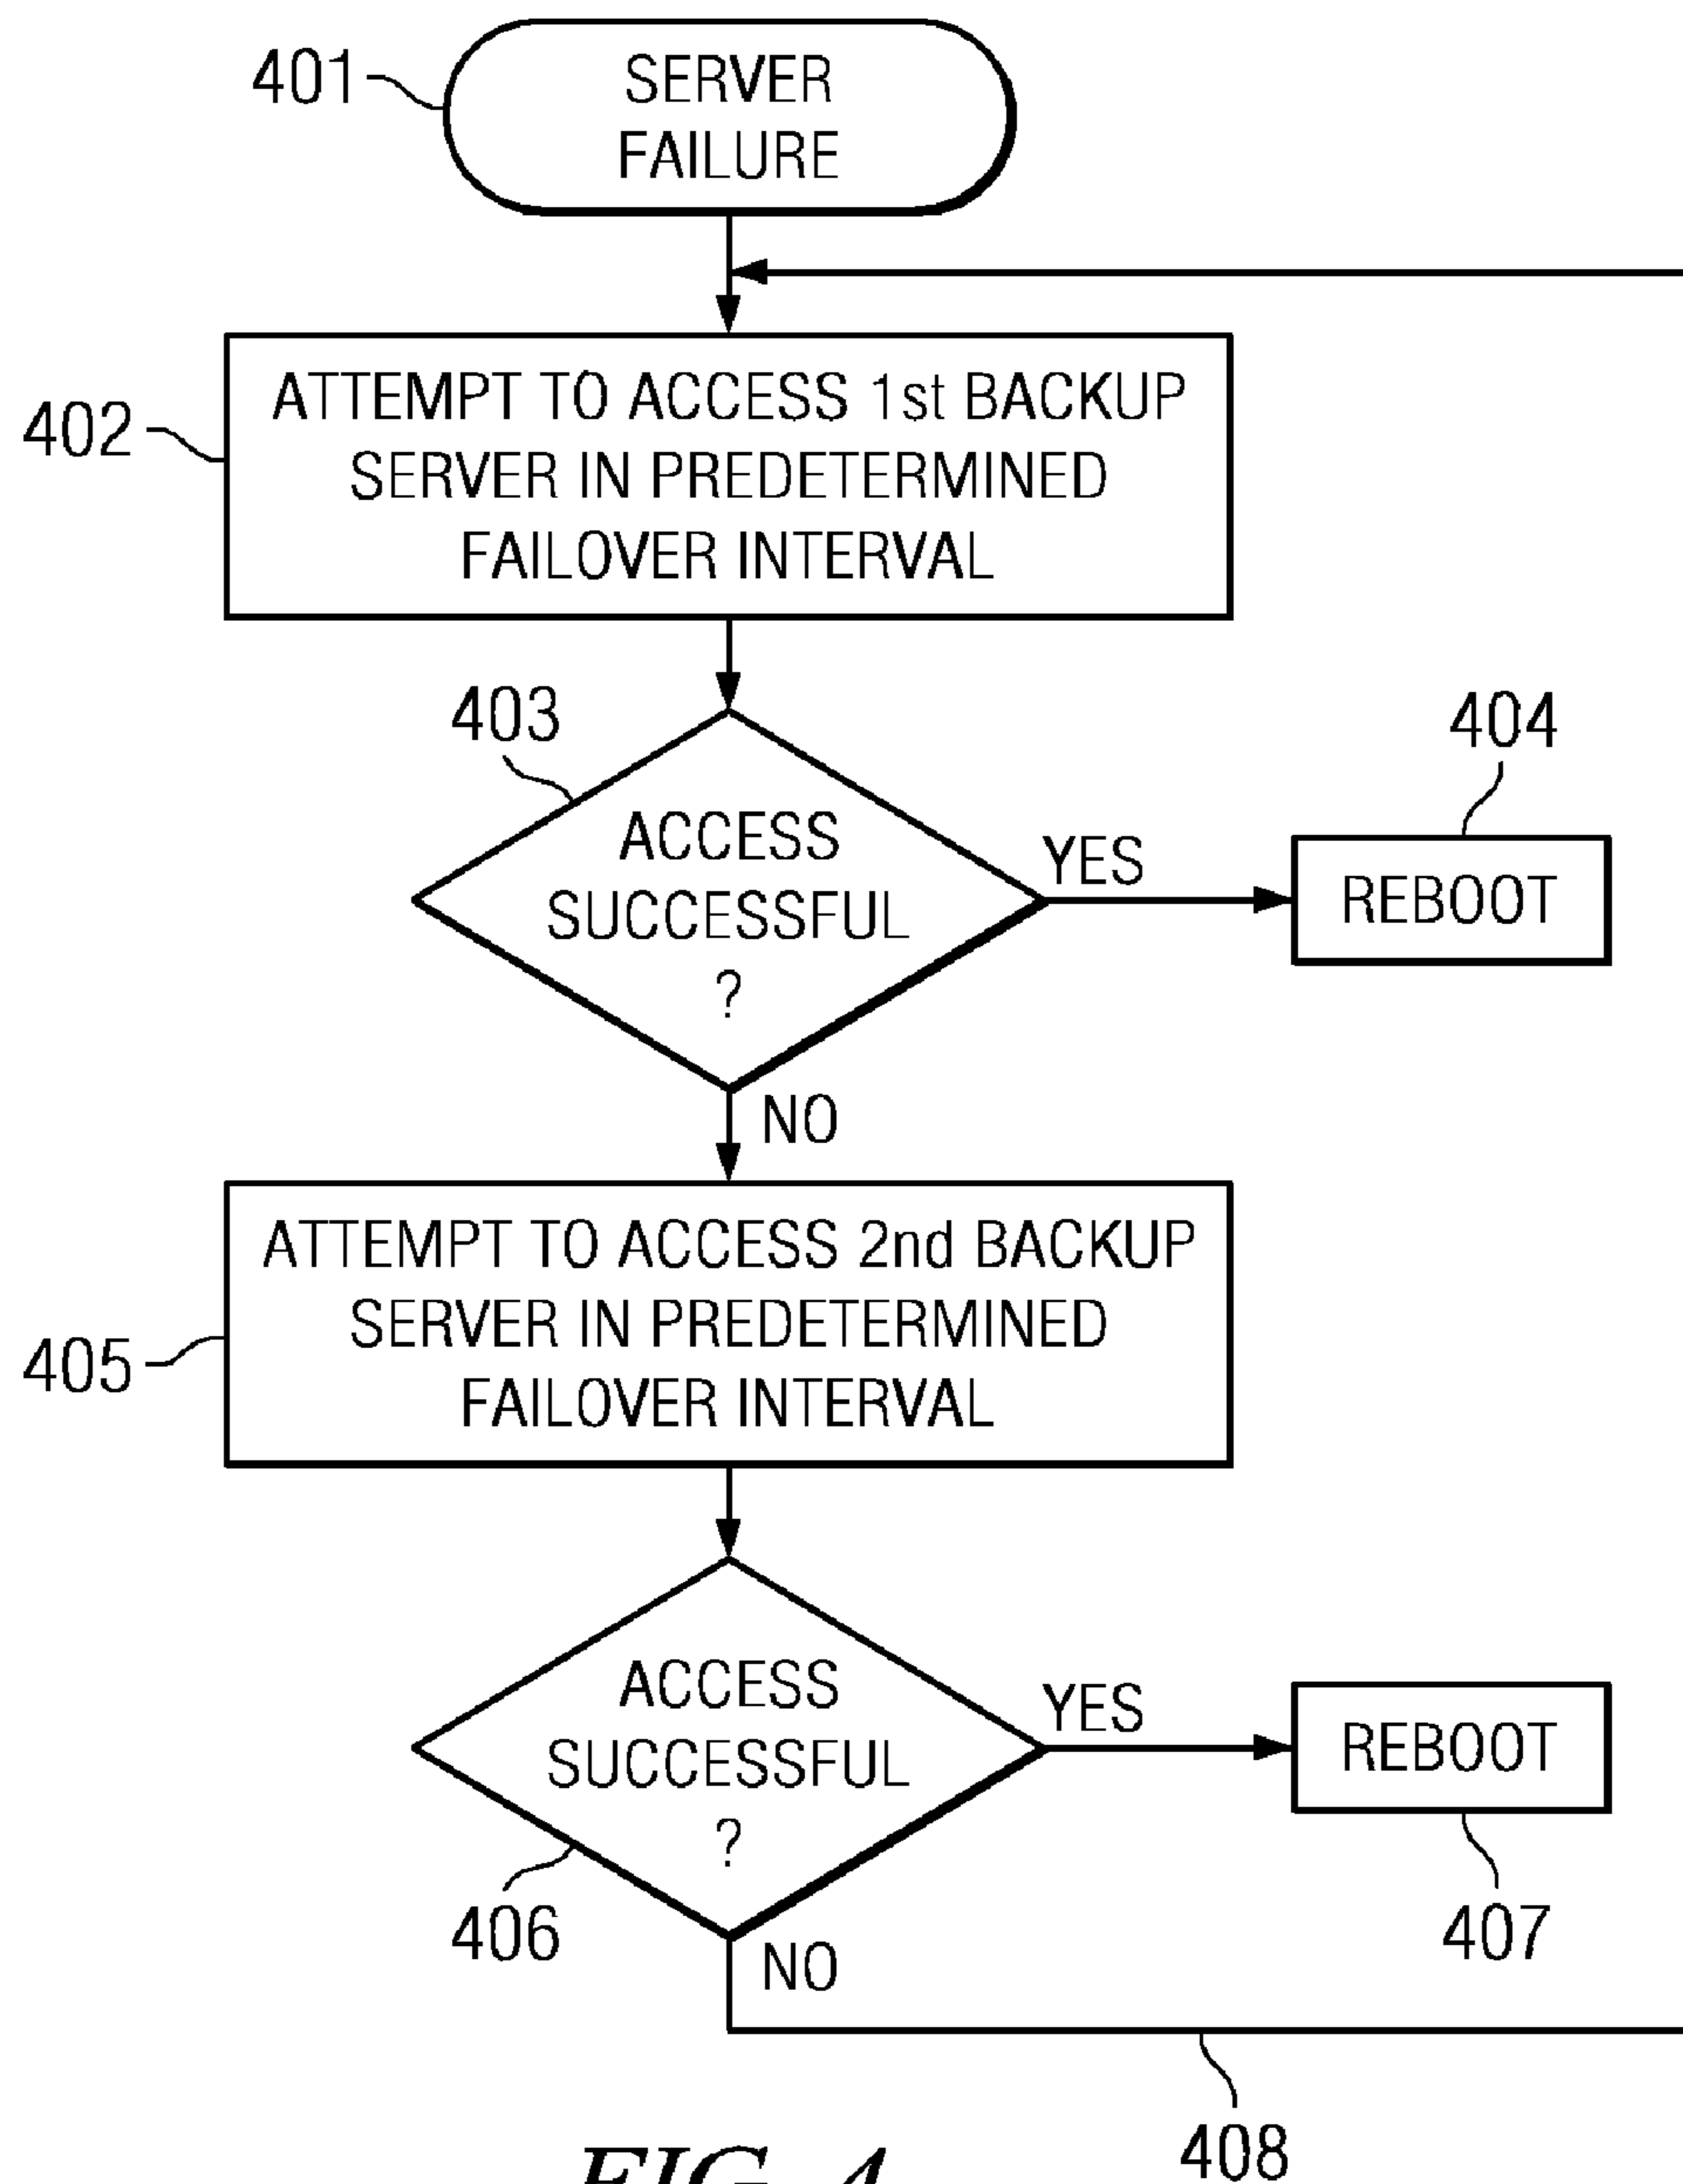 401
SERVER
FAILURE
402
ATTEMPT TO ACCESS 1st BACKUP
SERVER IN PREDETERMINED
FAILOVER INTERVAL
403
ACCESS
SUCCESSFUL
?
YES
404
REBOOT
NO
405
ATTEMPT TO ACCESS 2nd BACKUP
SERVER IN PREDETERMINED
FAILOVER INTERVAL
406
ACCESS
SUCCESSFUL
?
YES
REBOOT
407
NO
408
FIG. 4